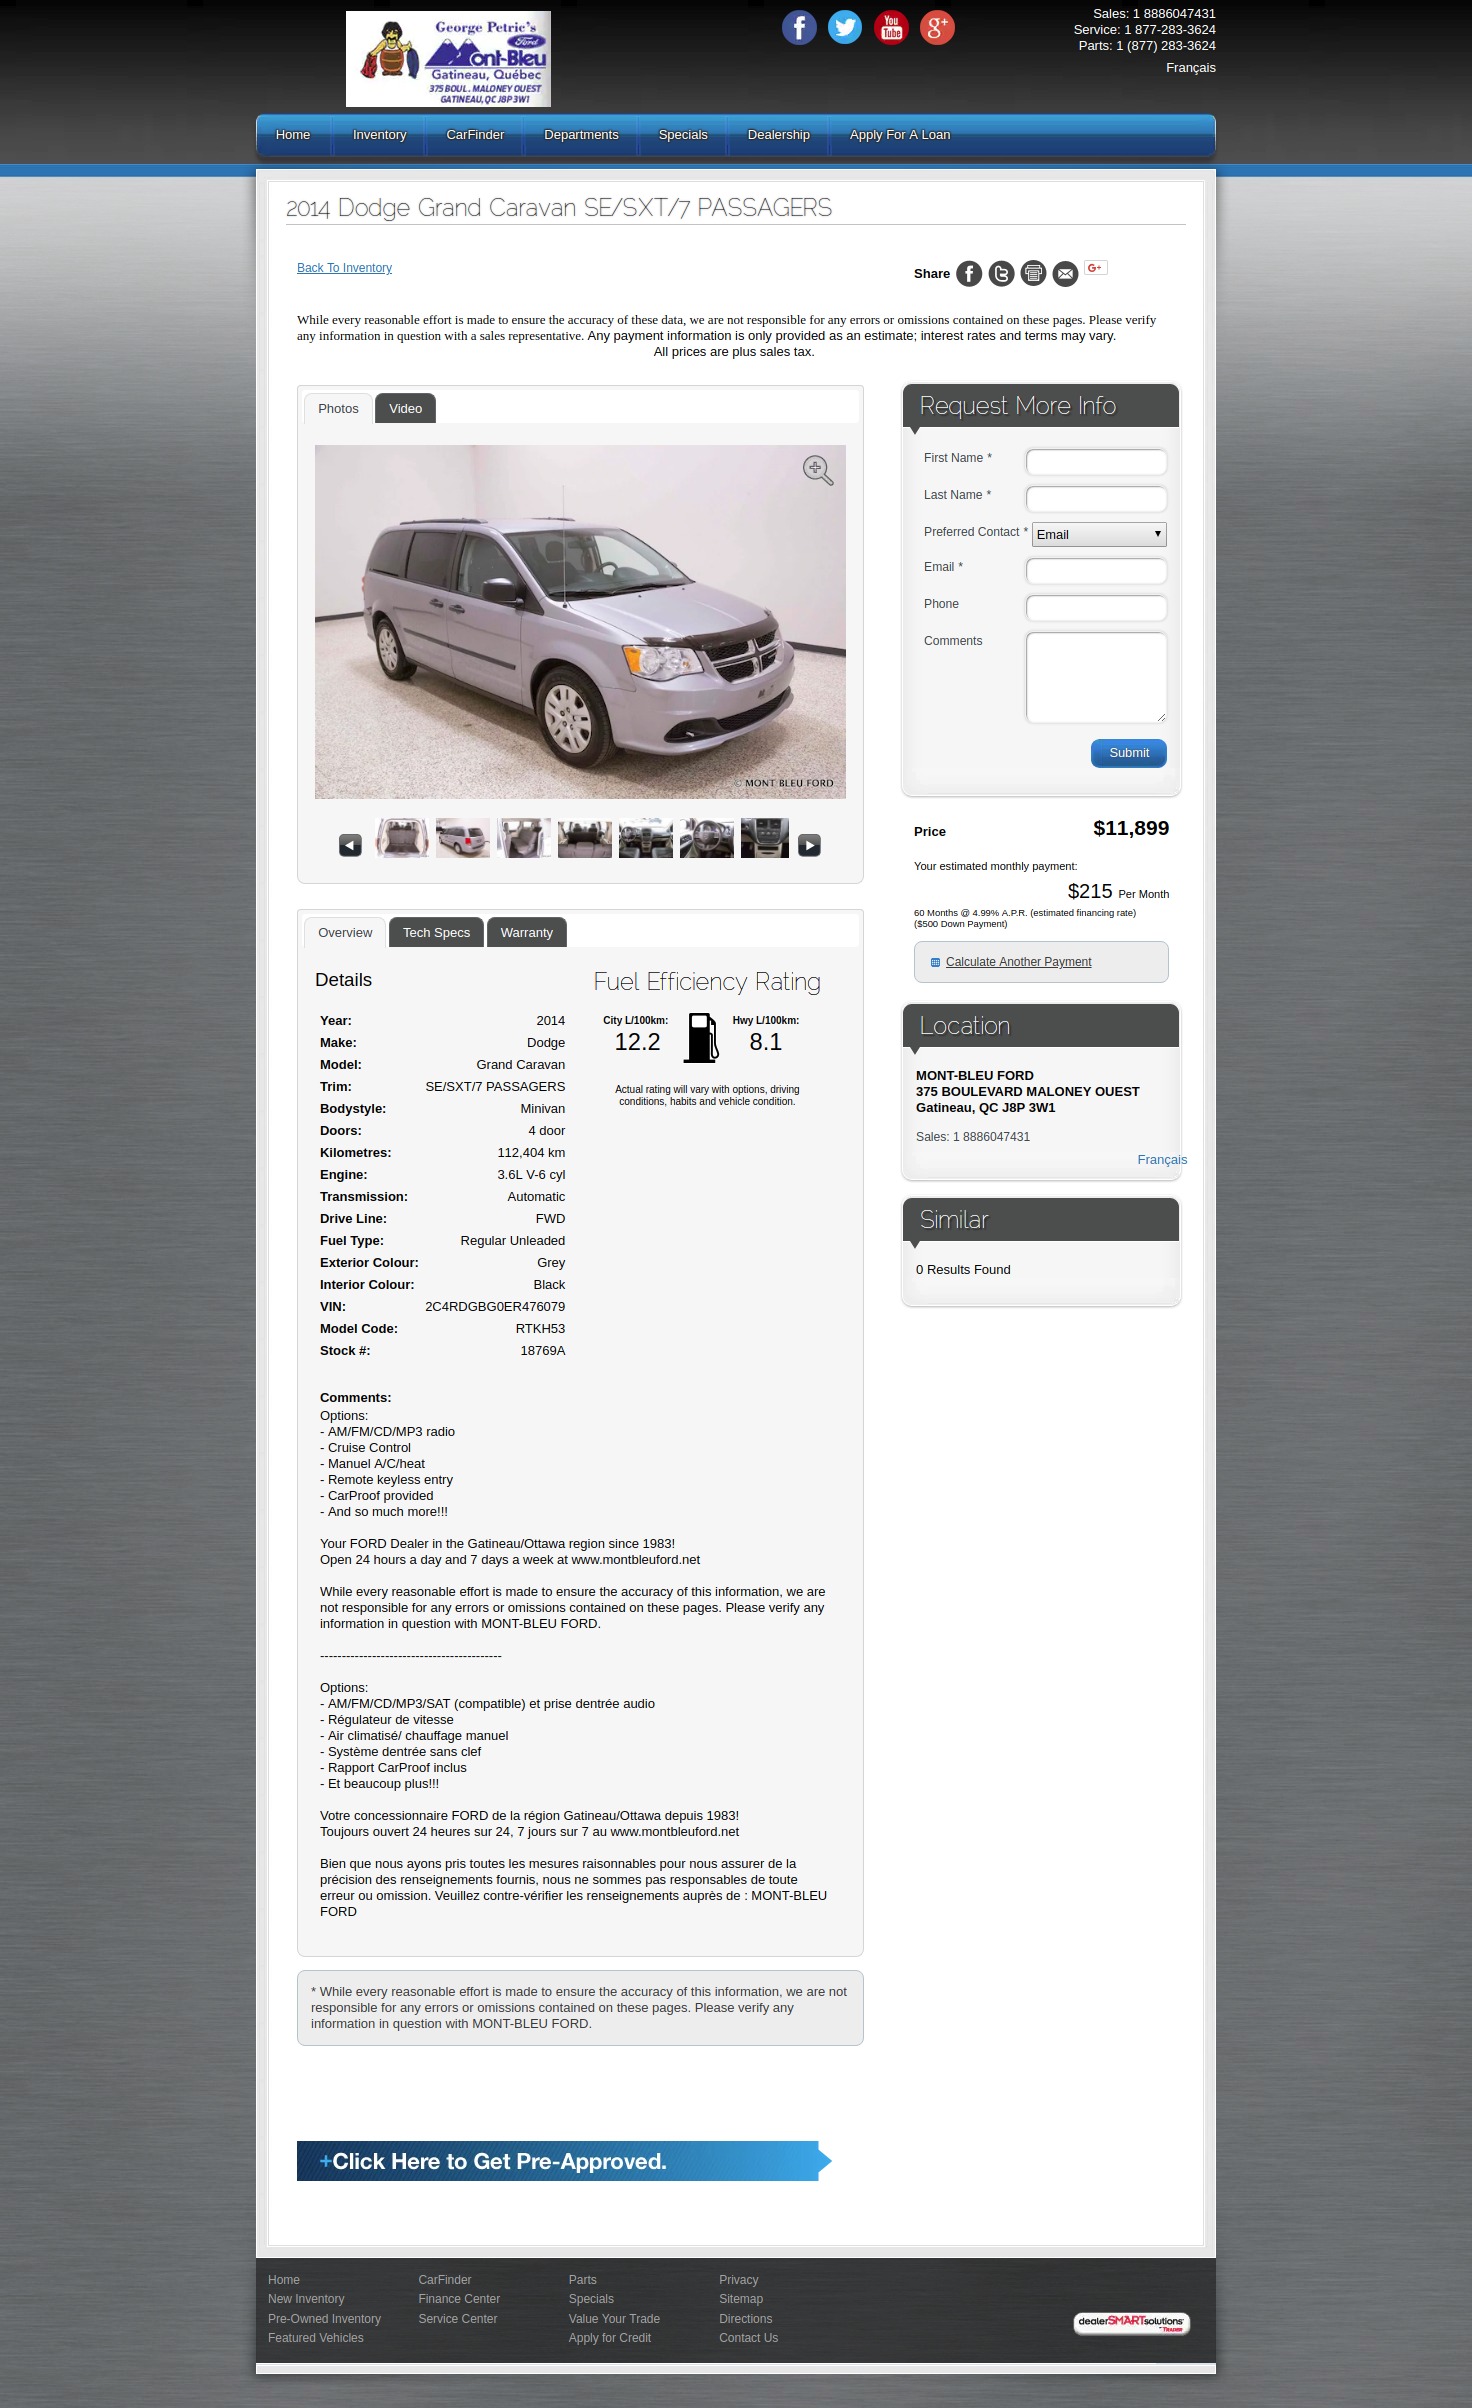 George Petric's
Ford
Mont-Bleu
Gatineau, Québec
375 BOUL. MALONEY OUEST
GATINEAU, QC J8P 3W1
You
Tube
Sales: 1 8886047431
Service: 1 877-283-3624
Parts: 1 (877) 283-3624
Français
Home Inventory CarFinder Departments Specials Dealership Apply For A Loan
2014 Dodge Grand Caravan SE/SXT/7 PASSAGERS
Back To Inventory
Share
G+
While every reasonable effort is made to ensure the accuracy of these data, we are not responsible for any errors or omissions contained on these pages. Please verify
any information in question with a sales representative. Any payment information is only provided as an estimate; interest rates and terms may vary.
All prices are plus sales tax.
Photos Video
© MONT BLEU FORD
Overview Tech Specs Warranty
Details
Year: 2014
Make: Dodge
Model: Grand Caravan
Trim: SE/SXT/7 PASSAGERS
Bodystyle: Minivan
Doors: 4 door
Kilometres: 112,404 km
Engine: 3.6L V-6 cyl
Transmission: Automatic
Drive Line: FWD
Fuel Type: Regular Unleaded
Exterior Colour: Grey
Interior Colour: Black
VIN: 2C4RDGBG0ER476079
Model Code: RTKH53
Stock #: 18769A
Fuel Efficiency Rating
City L/100km: Hwy L/100km:
12.2 8.1
Actual rating will vary with options, driving
conditions, habits and vehicle condition.
Comments:
Options:
- AM/FM/CD/MP3 radio
- Cruise Control
- Manuel A/C/heat
- Remote keyless entry
- CarProof provided
- And so much more!!!
Your FORD Dealer in the Gatineau/Ottawa region since 1983!
Open 24 hours a day and 7 days a week at www.montbleuford.net
While every reasonable effort is made to ensure the accuracy of this information, we are
not responsible for any errors or omissions contained on these pages. Please verify any
information in question with MONT-BLEU FORD.
------------------------------------------
Options:
- AM/FM/CD/MP3/SAT (compatible) et prise dentrée audio
- Régulateur de vitesse
- Air climatisé/ chauffage manuel
- Système dentrée sans clef
- Rapport CarProof inclus
- Et beaucoup plus!!!
Votre concessionnaire FORD de la région Gatineau/Ottawa depuis 1983!
Toujours ouvert 24 heures sur 24, 7 jours sur 7 au www.montbleuford.net
Bien que nous ayons pris toutes les mesures raisonnables pour nous assurer de la
précision des renseignements fournis, nous ne sommes pas responsables de toute
erreur ou omission. Veuillez contre-vérifier les renseignements auprès de : MONT-BLEU
FORD
* While every reasonable effort is made to ensure the accuracy of this information, we are not
responsible for any errors or omissions contained on these pages. Please verify any
information in question with MONT-BLEU FORD.
+Click Here to Get Pre-Approved.
Request More Info
First Name *
Last Name *
Preferred Contact * Email
Email *
Phone
Comments
Submit
Price $11,899
Your estimated monthly payment:
$215 Per Month
60 Months @ 4.99% A.P.R. (estimated financing rate)
($500 Down Payment)
Calculate Another Payment
Location
MONT-BLEU FORD
375 BOULEVARD MALONEY OUEST
Gatineau, QC J8P 3W1
Sales: 1 8886047431
Français
Similar
0 Results Found
Home CarFinder Parts Privacy
New Inventory Finance Center Specials Sitemap
Pre-Owned Inventory Service Center Value Your Trade Directions
Featured Vehicles Apply for Credit Contact Us
dealerSMARTsolutions
TRADER